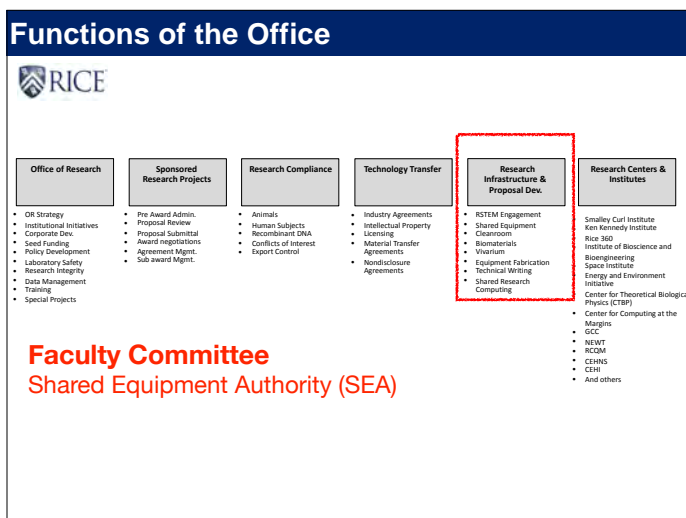 Functions of the Office
RICE
Office of Research
• OR Strategy
• Institutional Initiatives
• Corporate Dev.
• Seed Funding
• Policy Development
• Laboratory Safety
• Research Integrity
• Data Management
• Training
• Special Projects
Sponsored
Research Projects
• Pre Award Admin.
• Proposal Review
• Proposal Submittal
• Award negotiations
• Agreement Mgmt.
• Sub award Mgmt.
Research Compliance
• Animals
• Human Subjects
• Recombinant DNA
• Conflicts of Interest
• Export Control
Technology Transfer
• Industry Agreements
• Intellectual Property
• Licensing
• Material Transfer
Agreements
• Nondisclosure
Agreements
Research
Infrastructure &
Proposal Dev.
• RSTEM Engagement
• Shared Equipment
• Cleanroom
• Biomaterials
• Vivarium
• Equipment Fabrication
• Technical Writing
• Shared Research
Computing
Research Centers &
Institutes
Smalley Curl Institute
Ken Kennedy Institute
Rice 360
Institute of Bioscience and
Bioengineering
Space Institute
Energy and Environment
Initiative
Center for Theoretical Biological
Physics (CTBP)
• Center for Computing at the
Margins
• GCC
• NEWT
• RCQM
• CEHNS
• CEHI
• And others
Faculty Committee
Shared Equipment Authority (SEA)